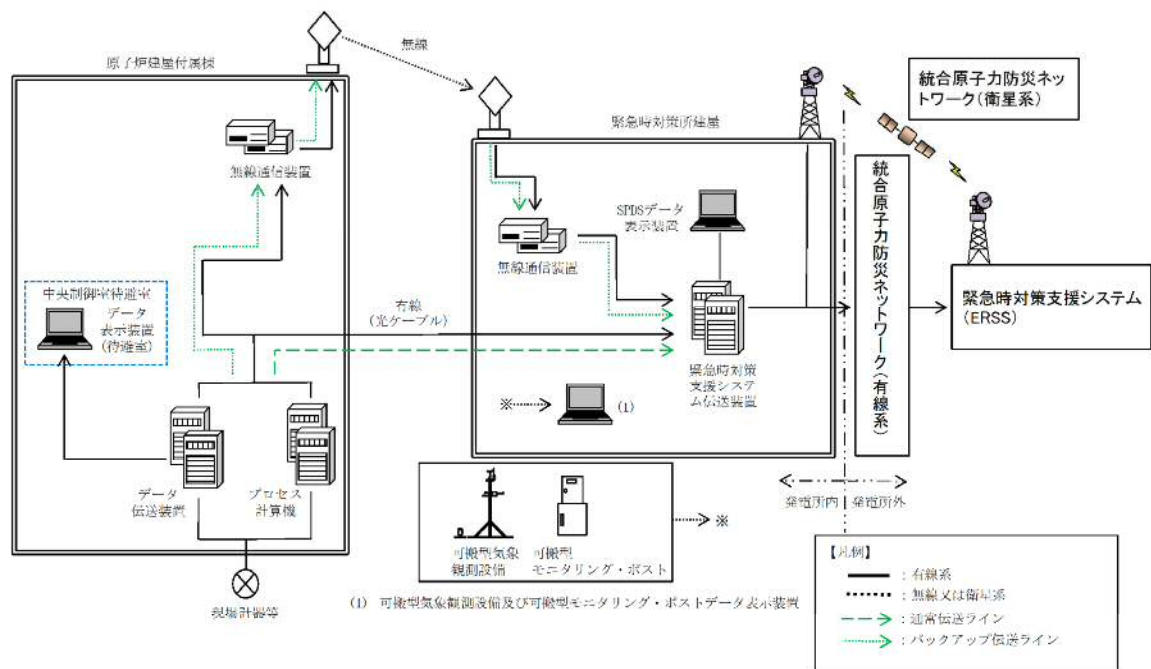 原子炉建屋付属棟
無線
無線通信装置
中央制御室待避室
データ
表示装置
(待避室)
データ
伝送装置
プロセス
計算機
現場計器等
有線
(光ケーブル)
緊急時対策所建屋
SPDSデータ
表示装置
無線通信装置
緊急時対策
支援システ
ム伝送装置
※
(1)
可搬型気象
観測設備
可搬型
モニタリング・ポスト
※
(1) 可搬型気象観測設備及び可搬型モニタリング・ポストデータ表示装置
統合原子力防災ネッ
トワーク(衛星系)
統合原子力防災ネットワーク(有線系)
緊急時対策支援システム
(ERSS)
発電所内
発電所外
【凡例】
:有線系
:無線又は衛星系
:通常伝送ライン
:バックアップ伝送ライン